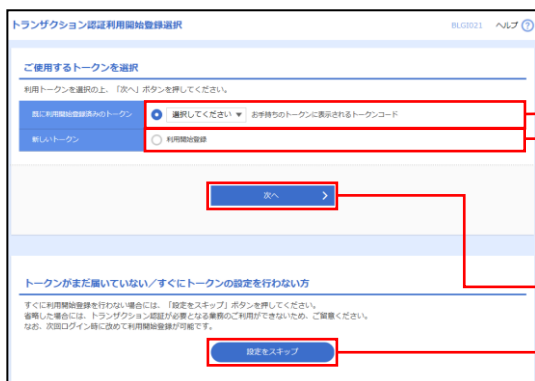 トランザクション認証利用開始登録選択
BLGI021 ヘルプ ?
ご使用するトークンを選択
利用トークンを選択の上、「次へ」ボタンを押してください。
既に利用開始登録済みのトークン 選択してください ▼ お手持ちのトークンに表示されるトークンコード
新しいトークン 利用開始登録
次へ
トークンがまだ届いていない/すぐにトークンの設定を行わない方
すぐに利用開始登録を行わない場合には、「設定をスキップ」ボタンを押してください。
省略した場合には、トランザクション認証が必要となる業務のご利用ができないため、ご留意ください。
なお、次回ログイン時に改めて利用開始登録が可能です。
設定をスキップ